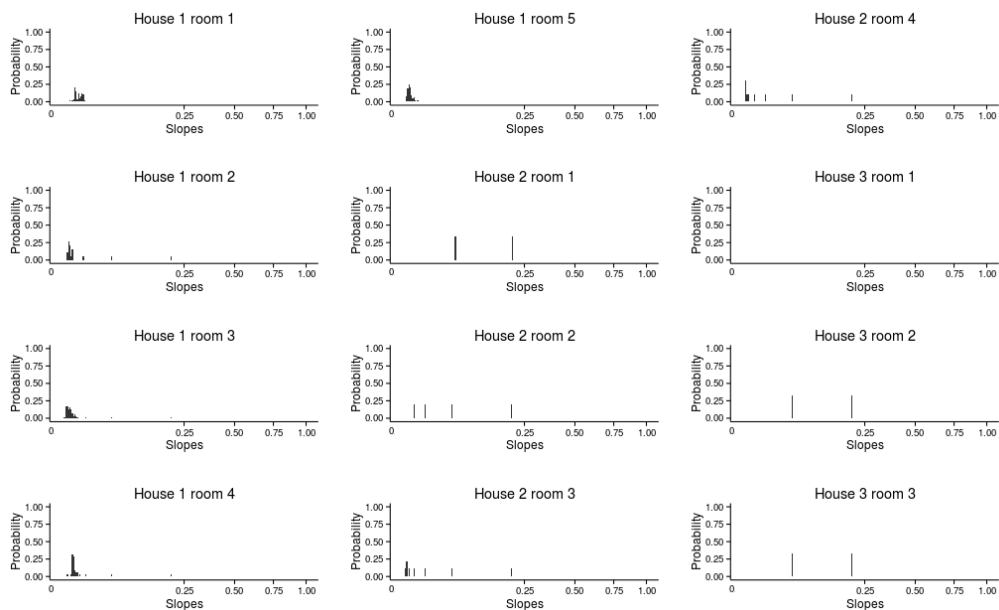 House 1 room 1
Probability
1.00
0.75
0.50
0.25
0.00
0 0.25 0.50 0.75 1.00
Slopes
House 1 room 5
Probability
1.00
0.75
0.50
0.25
0.00
0 0.25 0.50 0.75 1.00
Slopes
House 2 room 4
Probability
1.00
0.75
0.50
0.25
0.00
0 0.25 0.50 0.75 1.00
Slopes
House 1 room 2
Probability
1.00
0.75
0.50
0.25
0.00
0 0.25 0.50 0.75 1.00
Slopes
House 2 room 1
Probability
1.00
0.75
0.50
0.25
0.00
0 0.25 0.50 0.75 1.00
Slopes
House 3 room 1
Probability
1.00
0.75
0.50
0.25
0.00
0 0.25 0.50 0.75 1.00
Slopes
House 1 room 3
Probability
1.00
0.75
0.50
0.25
0.00
0 0.25 0.50 0.75 1.00
Slopes
House 2 room 2
Probability
1.00
0.75
0.50
0.25
0.00
0 0.25 0.50 0.75 1.00
Slopes
House 3 room 2
Probability
1.00
0.75
0.50
0.25
0.00
0 0.25 0.50 0.75 1.00
Slopes
House 1 room 4
Probability
1.00
0.75
0.50
0.25
0.00
0 0.25 0.50 0.75 1.00
Slopes
House 2 room 3
Probability
1.00
0.75
0.50
0.25
0.00
0 0.25 0.50 0.75 1.00
Slopes
House 3 room 3
Probability
1.00
0.75
0.50
0.25
0.00
0 0.25 0.50 0.75 1.00
Slopes